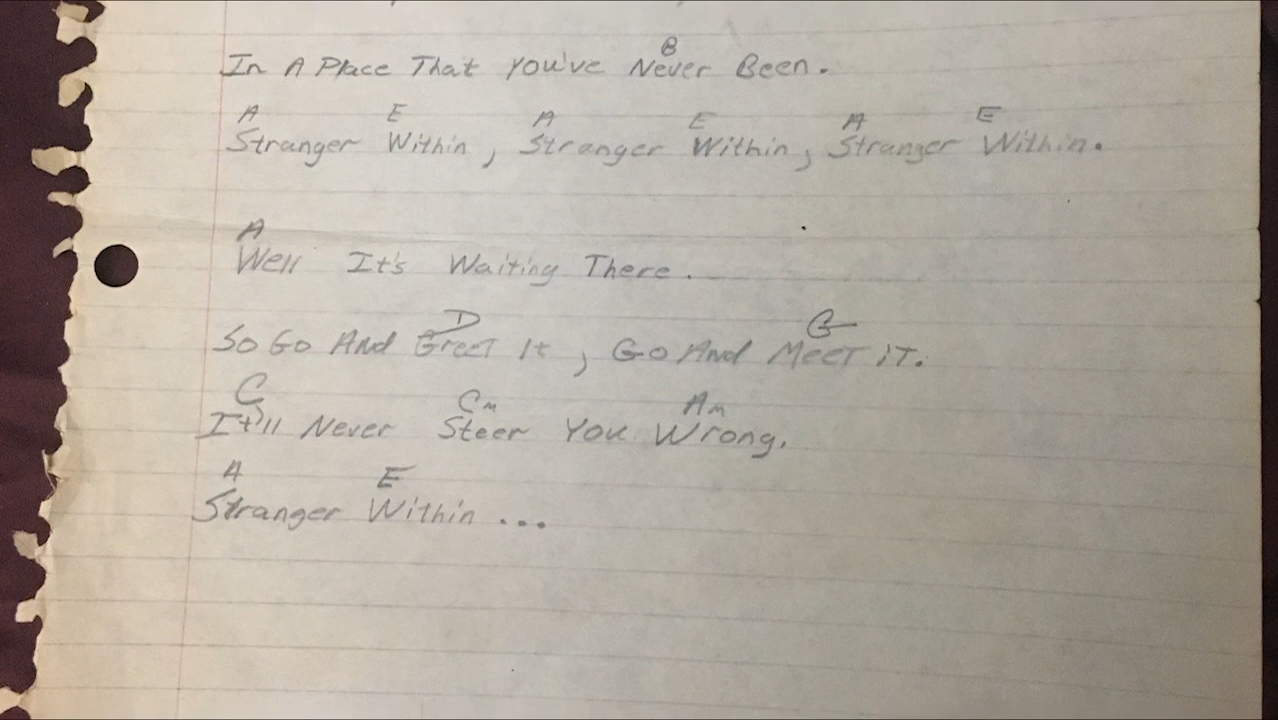 B
In A Place That You've Never Been.
A E A E A E
Stranger Within, Stranger Within, Stranger Within.
A
Well It's Waiting There.
D G
So Go And Greet It, Go And Meet it.
C Cm Am
It'll Never Steer You Wrong.
A E
Stranger Within ...